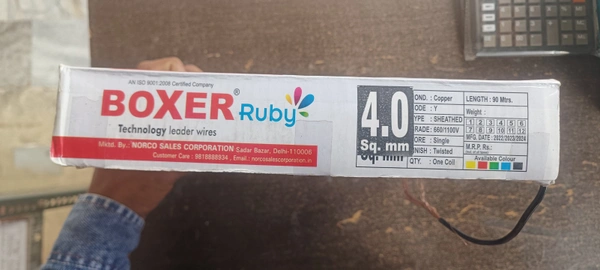 AN ISO 9001:2008 Certified Company
BOXER® Ruby
Technology leader wires
Mktd. By.: NORCO SALES CORPORATION Sadar Bazar, Delhi-110006
Customer Care : 9818888934 , Email : norcosalescorporation.in
4.0
Sq. mm
OND. : Copper
ODE : Y
YPE : SHEATHED
RADE: 660/1100V
ORE : Single
NISH : Twisted
QTY. : One Coil
LENGTH : 90 Mtrs.
Weight :
1 2 3 4 5 6
7 8 9 10 11 12
MFG. DATE : 2022/2023/2024
M.R.P. Rs.:
Available Colour